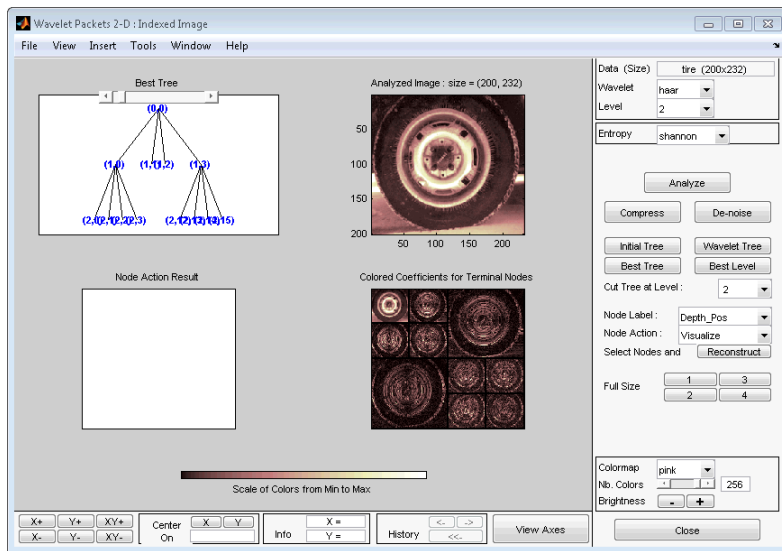 Wavelet Packets 2-D : Indexed Image
File View Insert Tools Window Help
Best Tree
(0,0)
(1,0) (1,2) (1,3)
Analyzed Image : size = (200, 232)
50
100
150
200
50 100 150 200
Node Action Result
Colored Coefficients for Terminal Nodes
Scale of Colors from Min to Max
Data (Size) tire (200x232)
Wavelet haar
Level 2
Entropy shannon
Analyze
Compress De-noise
Initial Tree Wavelet Tree
Best Tree Best Level
Cut Tree at Level : 2
Node Label : Depth_Pos
Node Action : Visualize
Select Nodes and Reconstruct
Full Size 1 3
2 4
Colormap pink
Nb. Colors 256
Brightness - +
X+ Y+ XY+
X- Y- XY-
Center On X Y
Info X =
Y =
History <- ->
<<-
View Axes
Close